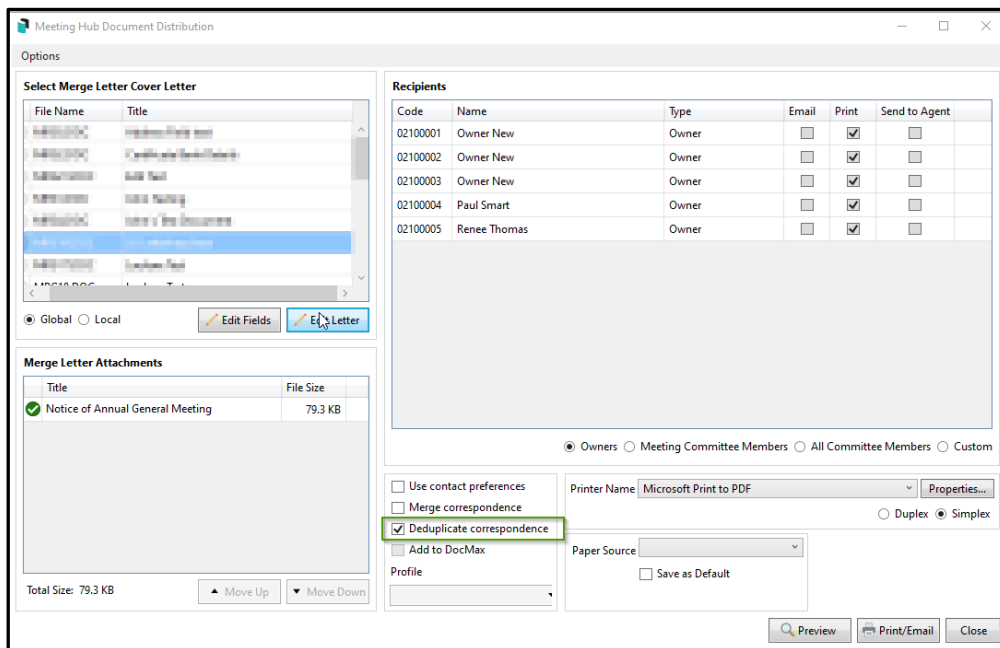 Meeting Hub Document Distribution
Options
Select Merge Letter Cover Letter
File Name Title
Global Local Edit Fields Letter
Merge Letter Attachments
Title File Size
Notice of Annual General Meeting 79.3 KB
Total Size: 79.3 KB Move Up Move Down
Recipients
Code Name Type Email Print Send to Agent
02100001 Owner New Owner
02100002 Owner New Owner
02100003 Owner New Owner
02100004 Paul Smart Owner
02100005 Renee Thomas Owner
Owners Meeting Committee Members All Committee Members Custom
Use contact preferences
Merge correspondence
Deduplicate correspondence
Add to DocMax
Profile
Printer Name Microsoft Print to PDF Properties...
Duplex Simplex
Paper Source
Save as Default
Preview Print/Email Close